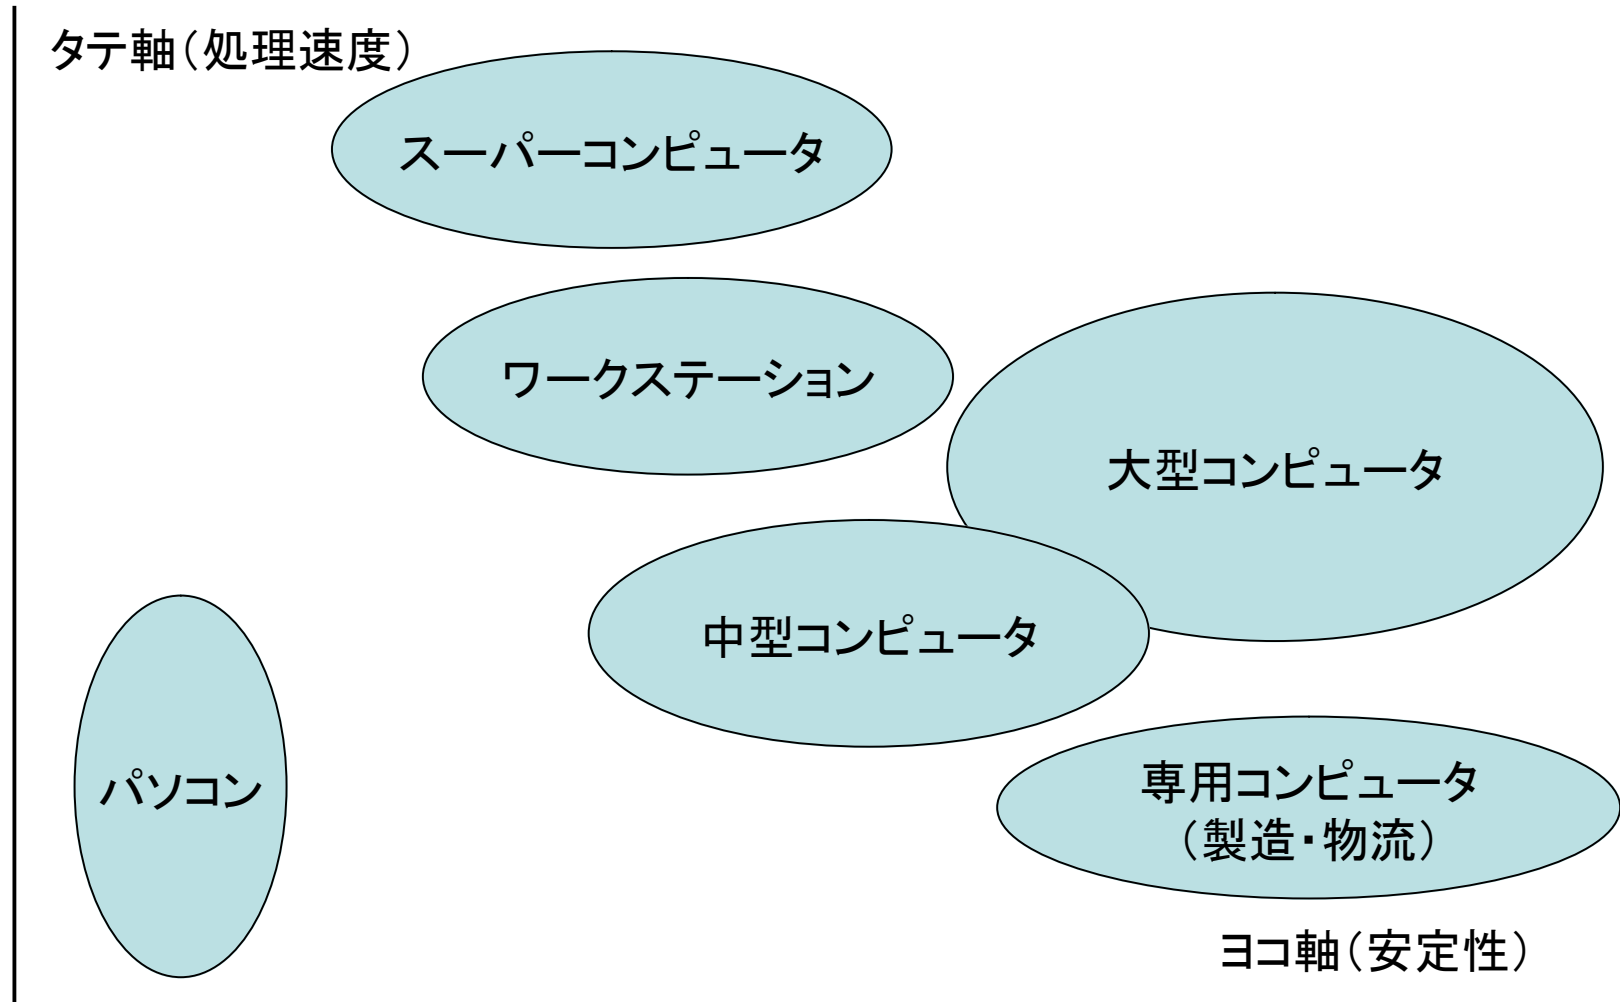 タテ軸(処理速度)
スーパーコンピュータ
ワークステーション
大型コンピュータ
中型コンピュータ
パソコン
専用コンピュータ
(製造・物流)
ヨコ軸(安定性)